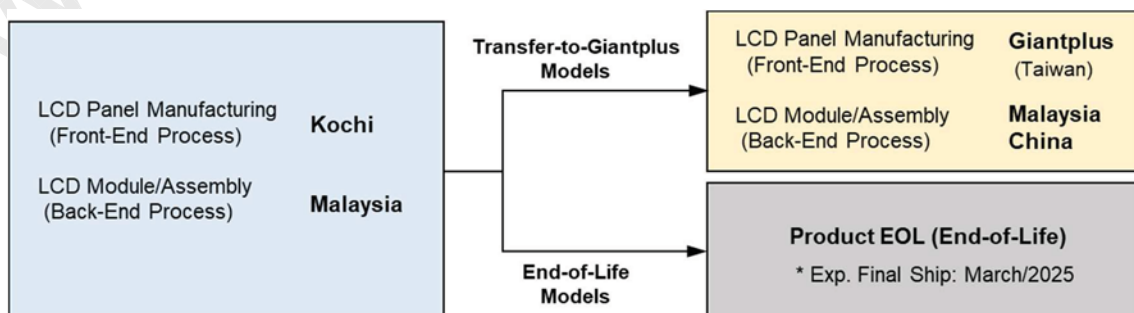 LCD Panel Manufacturing
(Front-End Process)
Kochi
LCD Module/Assembly
(Back-End Process)
Malaysia
Transfer-to-Giantplus
Models
End-of-Life
Models
LCD Panel Manufacturing
(Front-End Process)
Giantplus
(Taiwan)
LCD Module/Assembly
(Back-End Process)
Malaysia
China
Product EOL (End-of-Life)
* Exp. Final Ship: March/2025